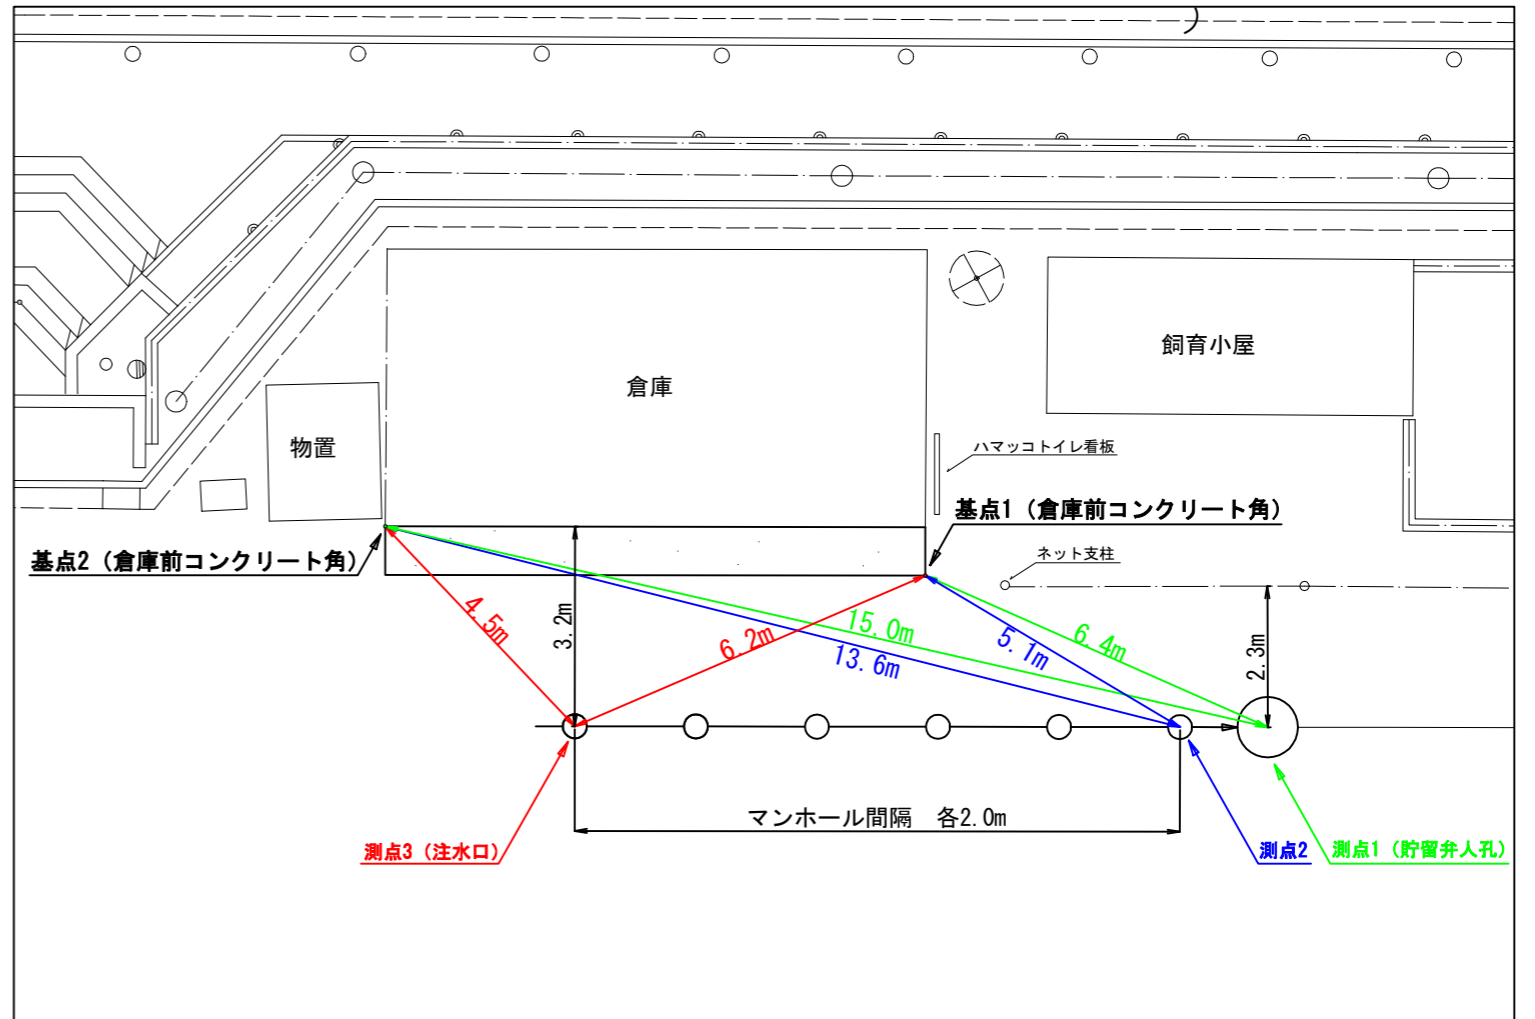 飼育小屋
倉庫
物置
ハマッコトイレ看板
基点1（倉庫前コンクリート角）
基点2（倉庫前コンクリート角）
ネット支柱
4.5m
3.2m
6.2m
15.0m
13.6m
5.1m
6.4m
2.3m
マンホール間隔　各2.0m
測点3（注水口）
測点2
測点1（貯留弁人孔）